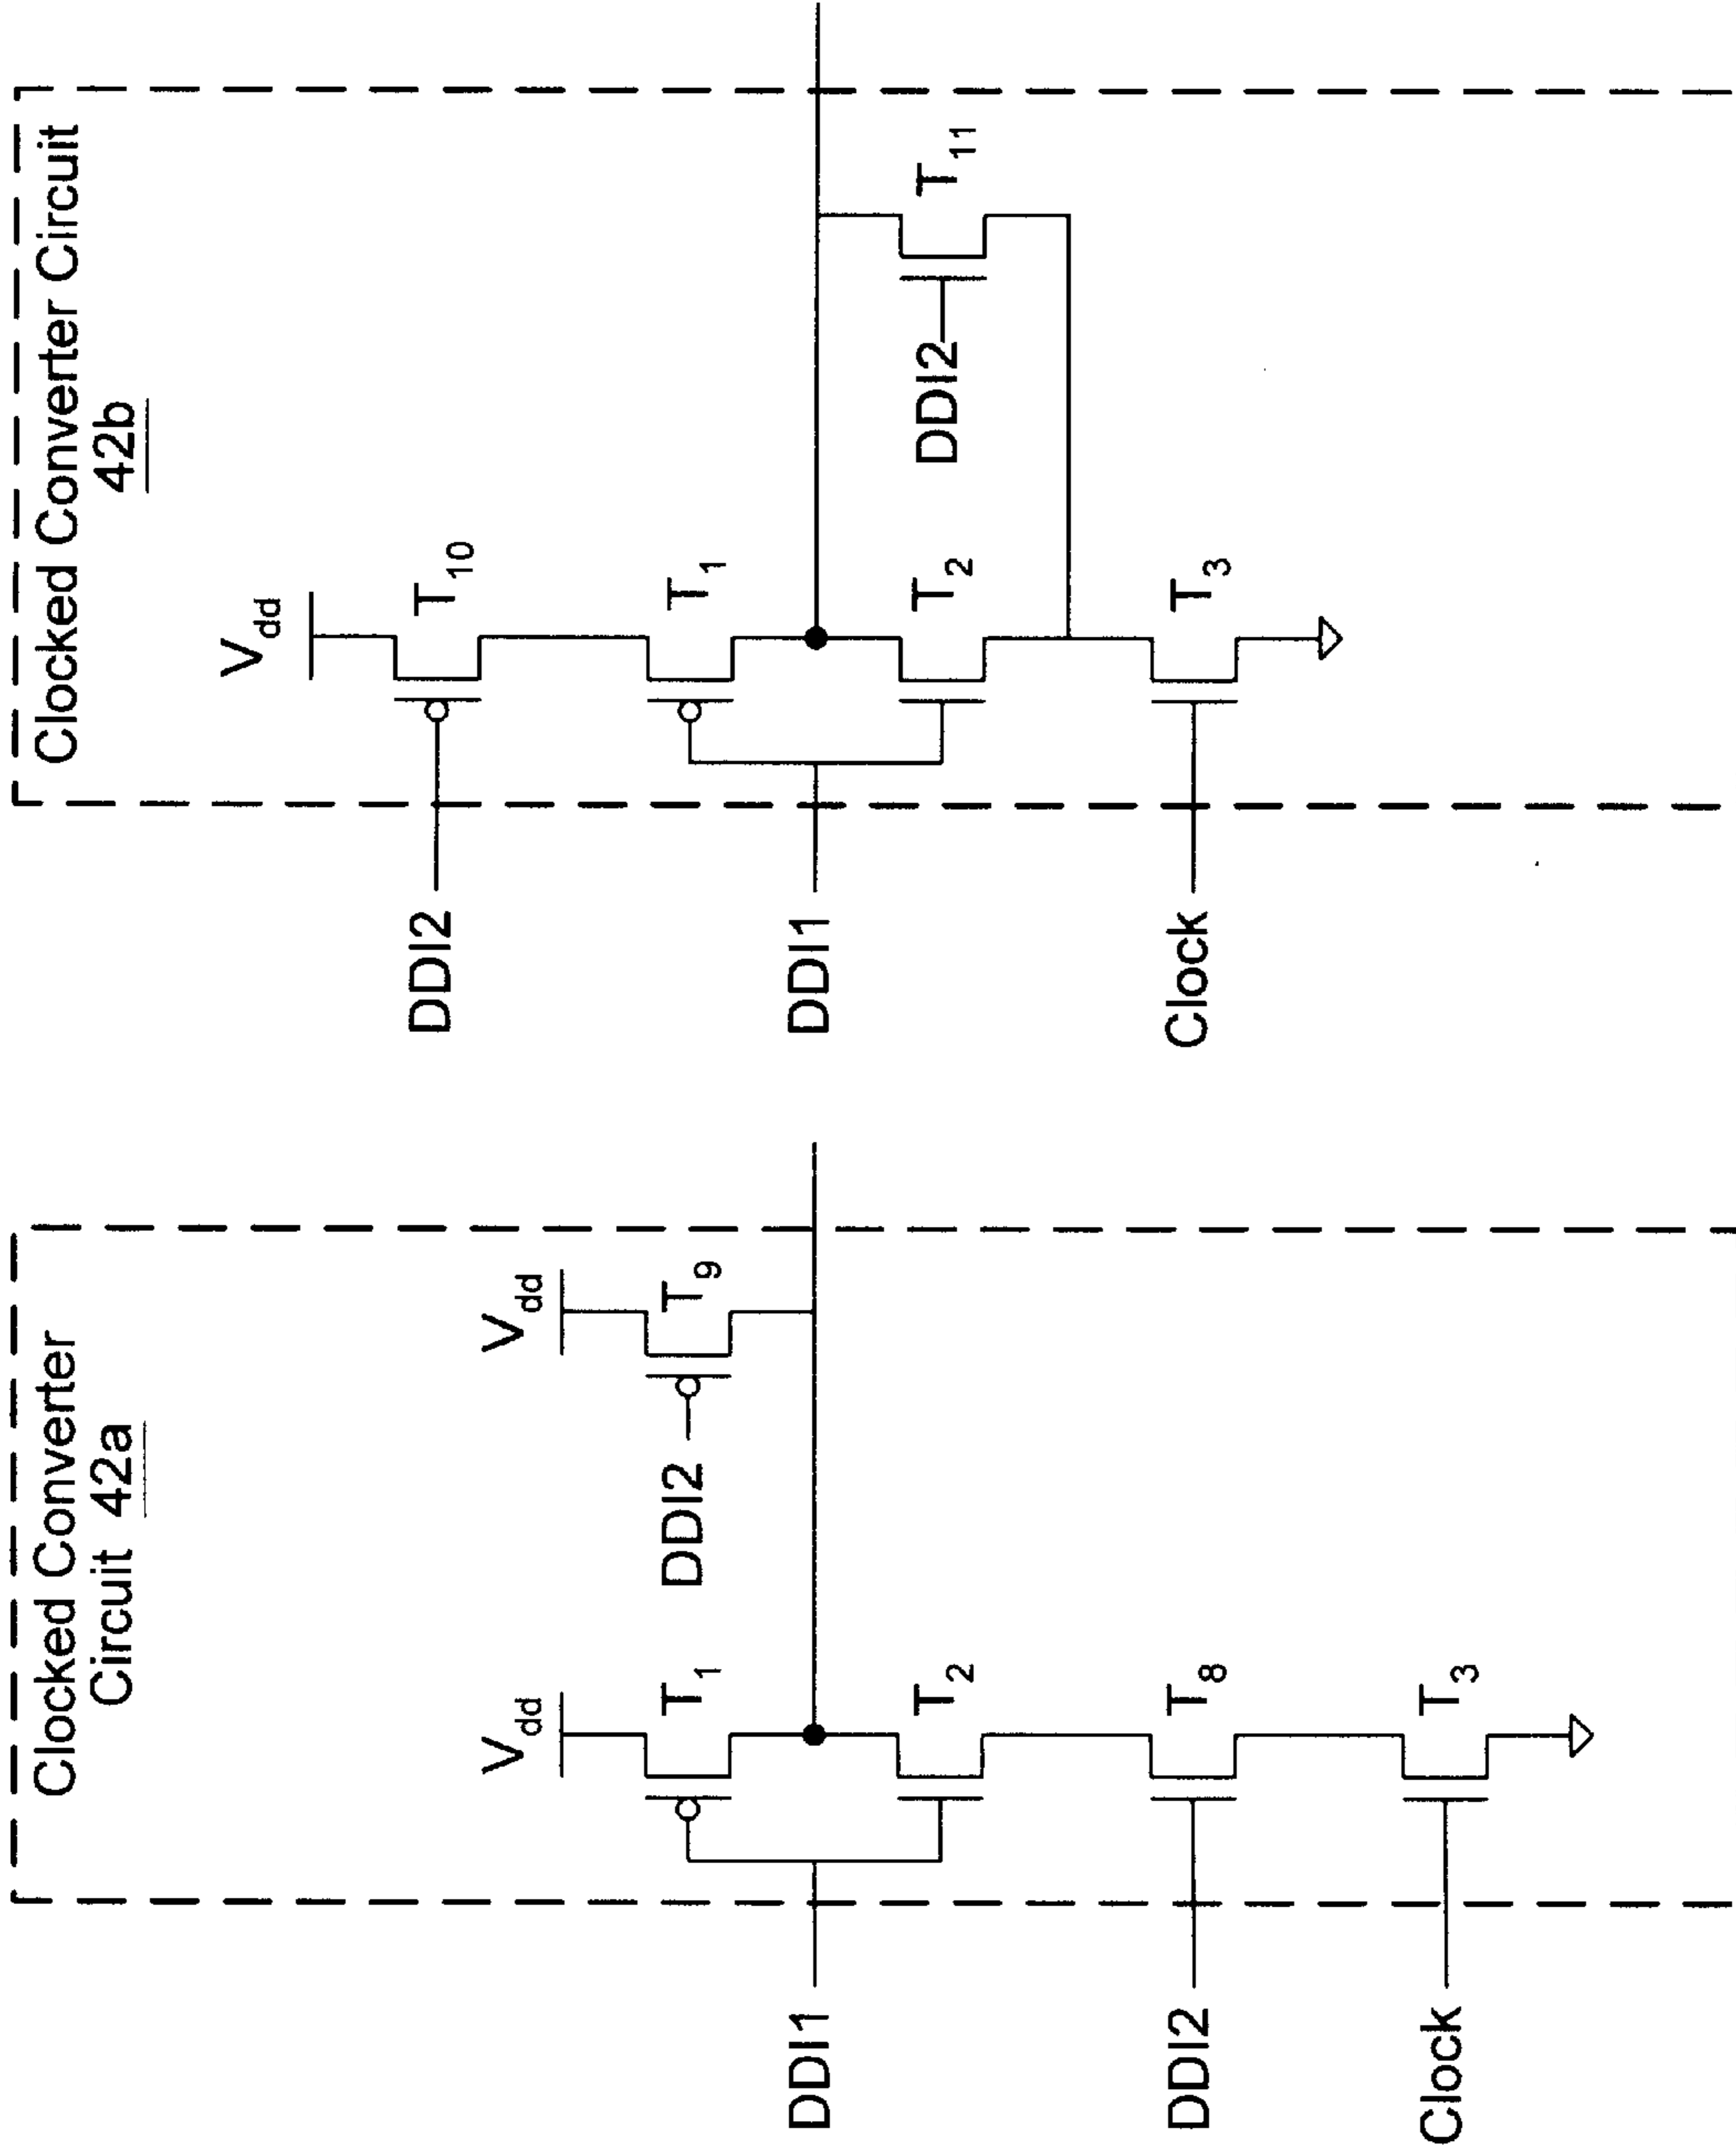 Clocked Converter
Circuit 42a
Vdd
Vdd
T1
T9
DDI2
DDI1
T2
DDI2
T8
Clock
T3
Clocked Converter Circuit
42b
Vdd
DDI2
T10
T1
DDI1
T2
DDI2
T11
Clock
T3